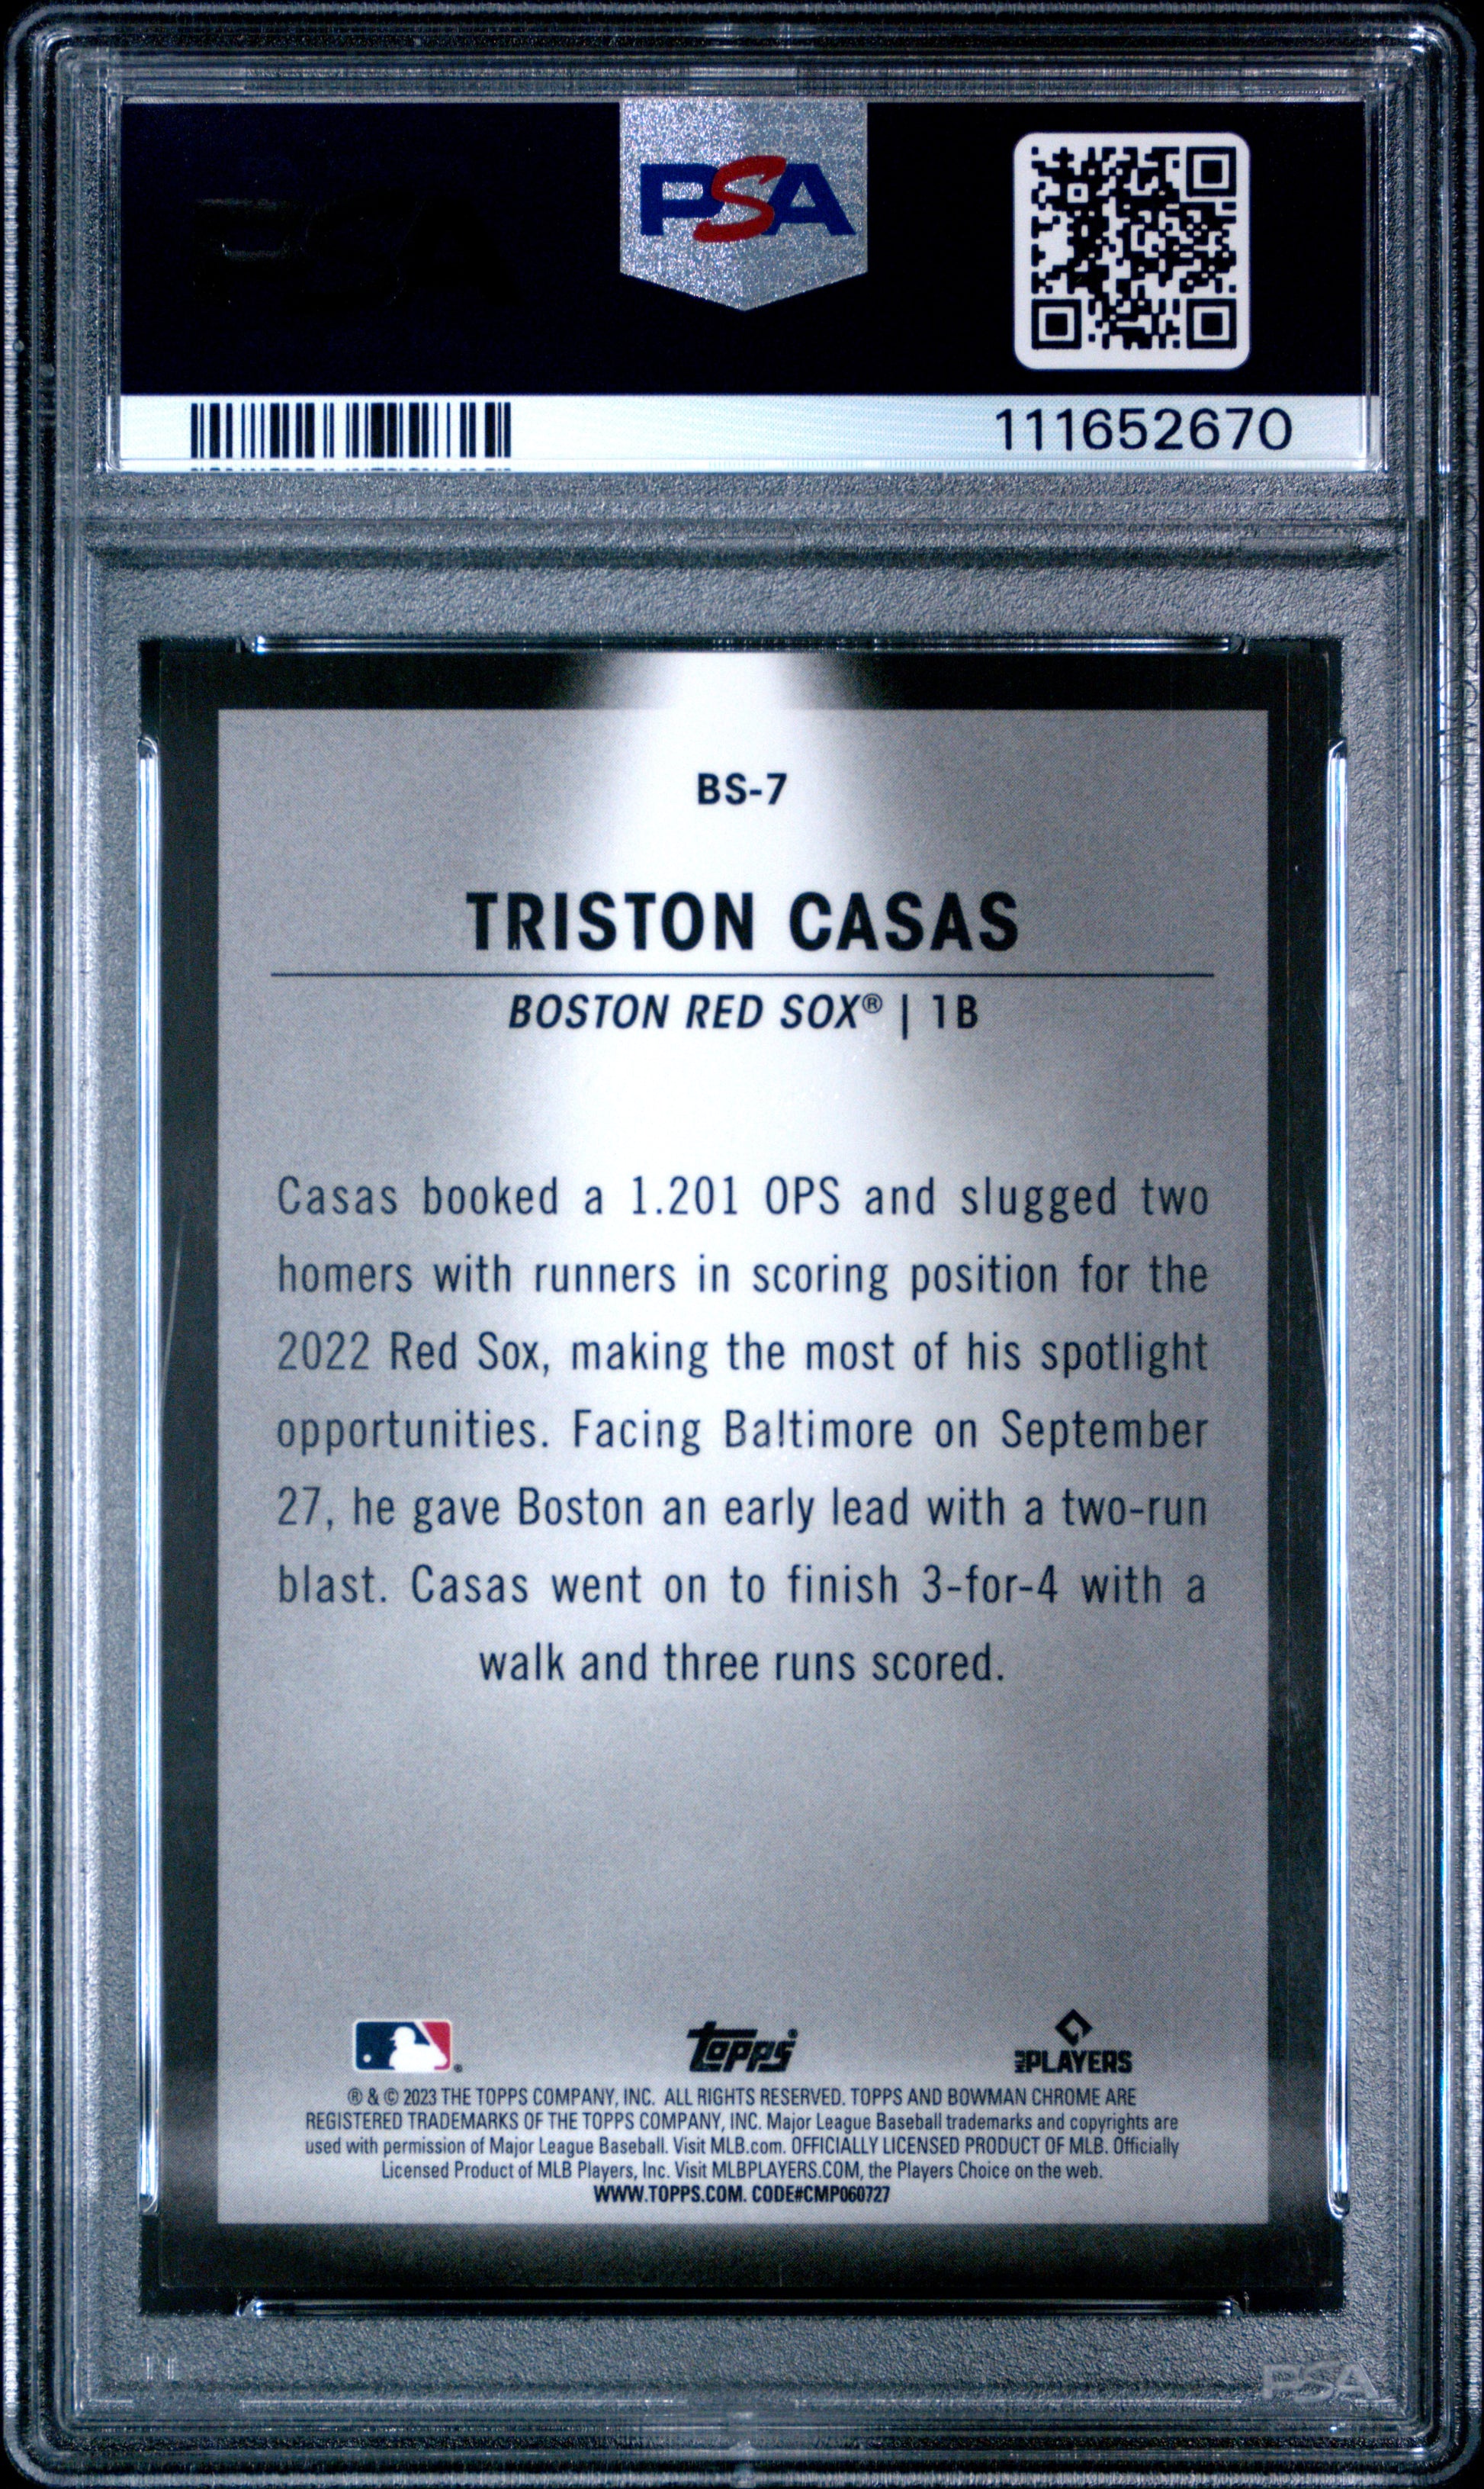 PSA
111652670
BS-7
TRISTON CASAS
BOSTON RED SOX® | 1B
Casas booked a 1.201 OPS and slugged two
homers with runners in scoring position for the
2022 Red Sox, making the most of his spotlight
opportunities. Facing Baltimore on September
27, he gave Boston an early lead with a two-run
blast. Casas went on to finish 3-for-4 with a
walk and three runs scored.
Topps®
MLB PLAYERS
® & © 2023 THE TOPPS COMPANY, INC. ALL RIGHTS RESERVED. TOPPS AND BOWMAN CHROME ARE
REGISTERED TRADEMARKS OF THE TOPPS COMPANY, INC. Major League Baseball trademarks and copyrights are
used with permission of Major League Baseball. Visit MLB.com. OFFICIALLY LICENSED PRODUCT OF MLB. Officially
Licensed Product of MLB Players, Inc. Visit MLBPLAYERS.COM, the Players Choice on the web.
WWW.TOPPS.COM. CODE#CMP060727
PSA